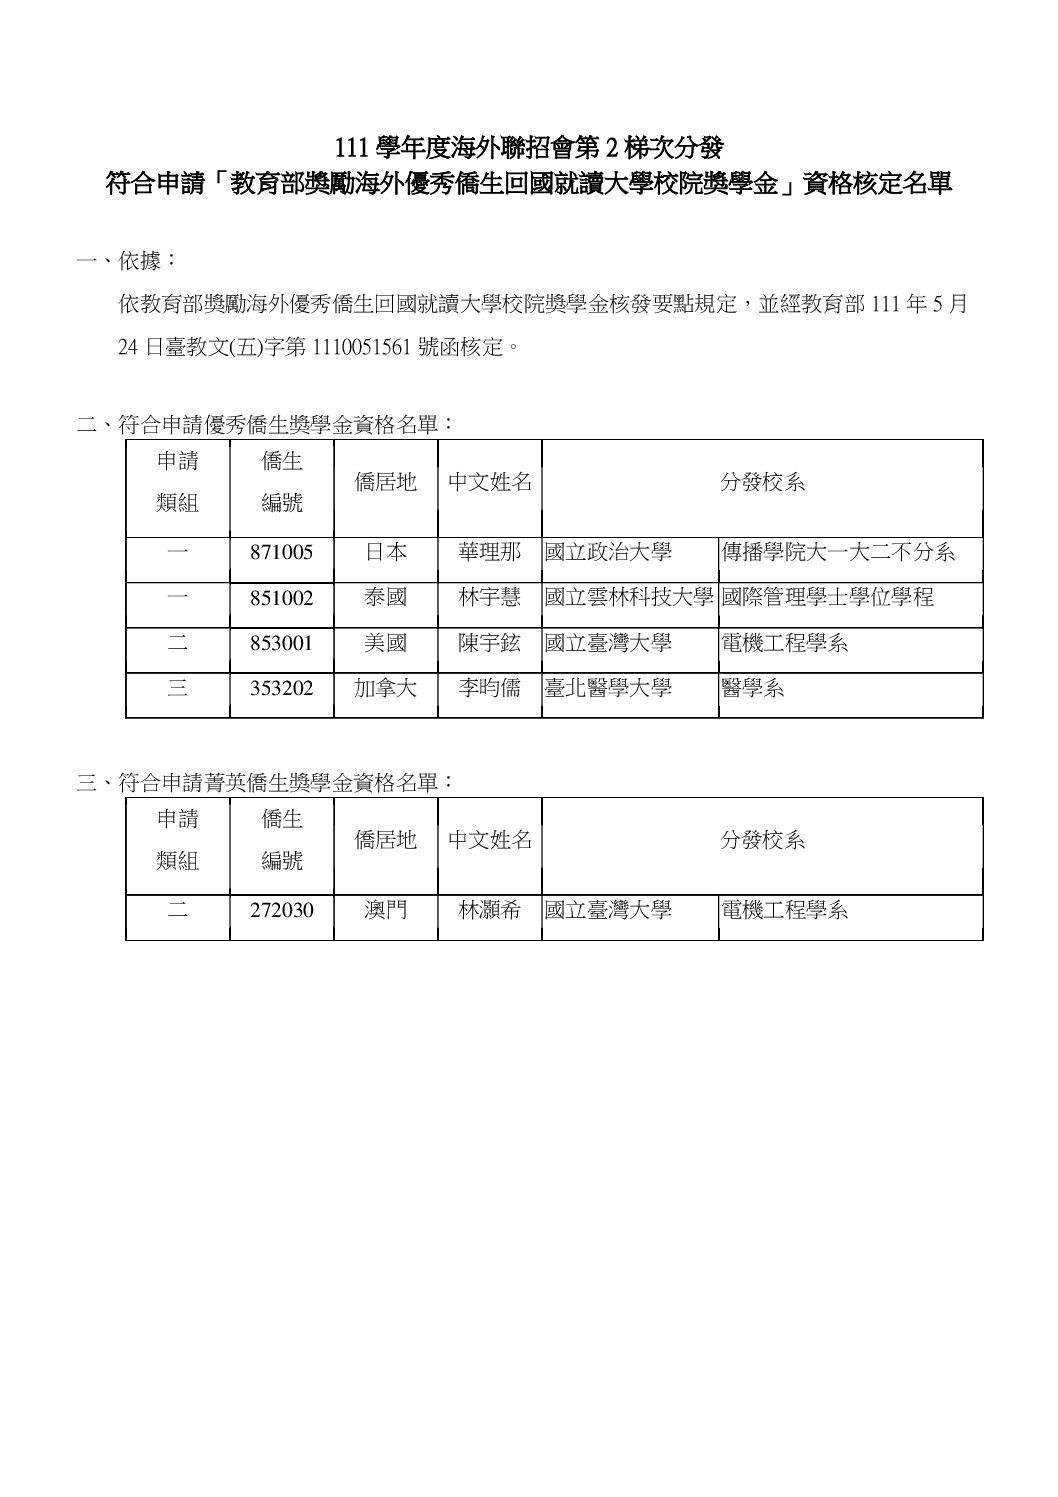 111 學年度海外聯招會第 2 梯次分發
符合申請「教育部獎勵海外優秀僑生回國就讀大學校院獎學金」資格核定名單
一、依據：
依教育部獎勵海外優秀僑生回國就讀大學校院獎學金核發要點規定，並經教育部 111 年 5 月
24 日臺教文(五)字第 1110051561 號函核定。
二、符合申請優秀僑生獎學金資格名單：
申請類組 僑生編號 僑居地 中文姓名 分發校系
一 871005 日本 華理那 國立政治大學 傳播學院大一大二不分系
一 851002 泰國 林宇慧 國立雲林科技大學 國際管理學士學位學程
二 853001 美國 陳宇鉉 國立臺灣大學 電機工程學系
三 353202 加拿大 李昀儒 臺北醫學大學 醫學系
三、符合申請菁英僑生獎學金資格名單：
申請類組 僑生編號 僑居地 中文姓名 分發校系
二 272030 澳門 林灝希 國立臺灣大學 電機工程學系